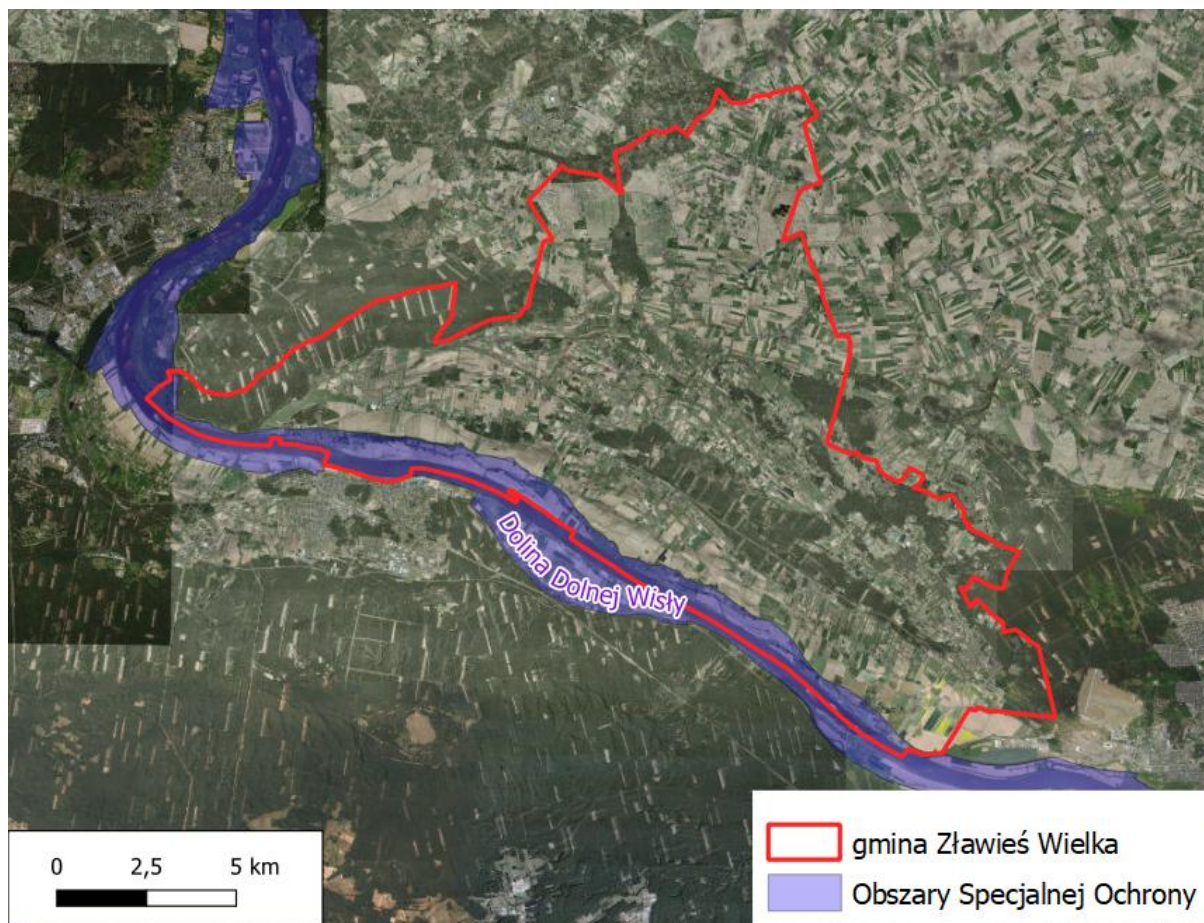 Dolina Dolnej Wisły
0 2,5 5 km
gmina Zławieś Wielka
Obszary Specjalnej Ochrony